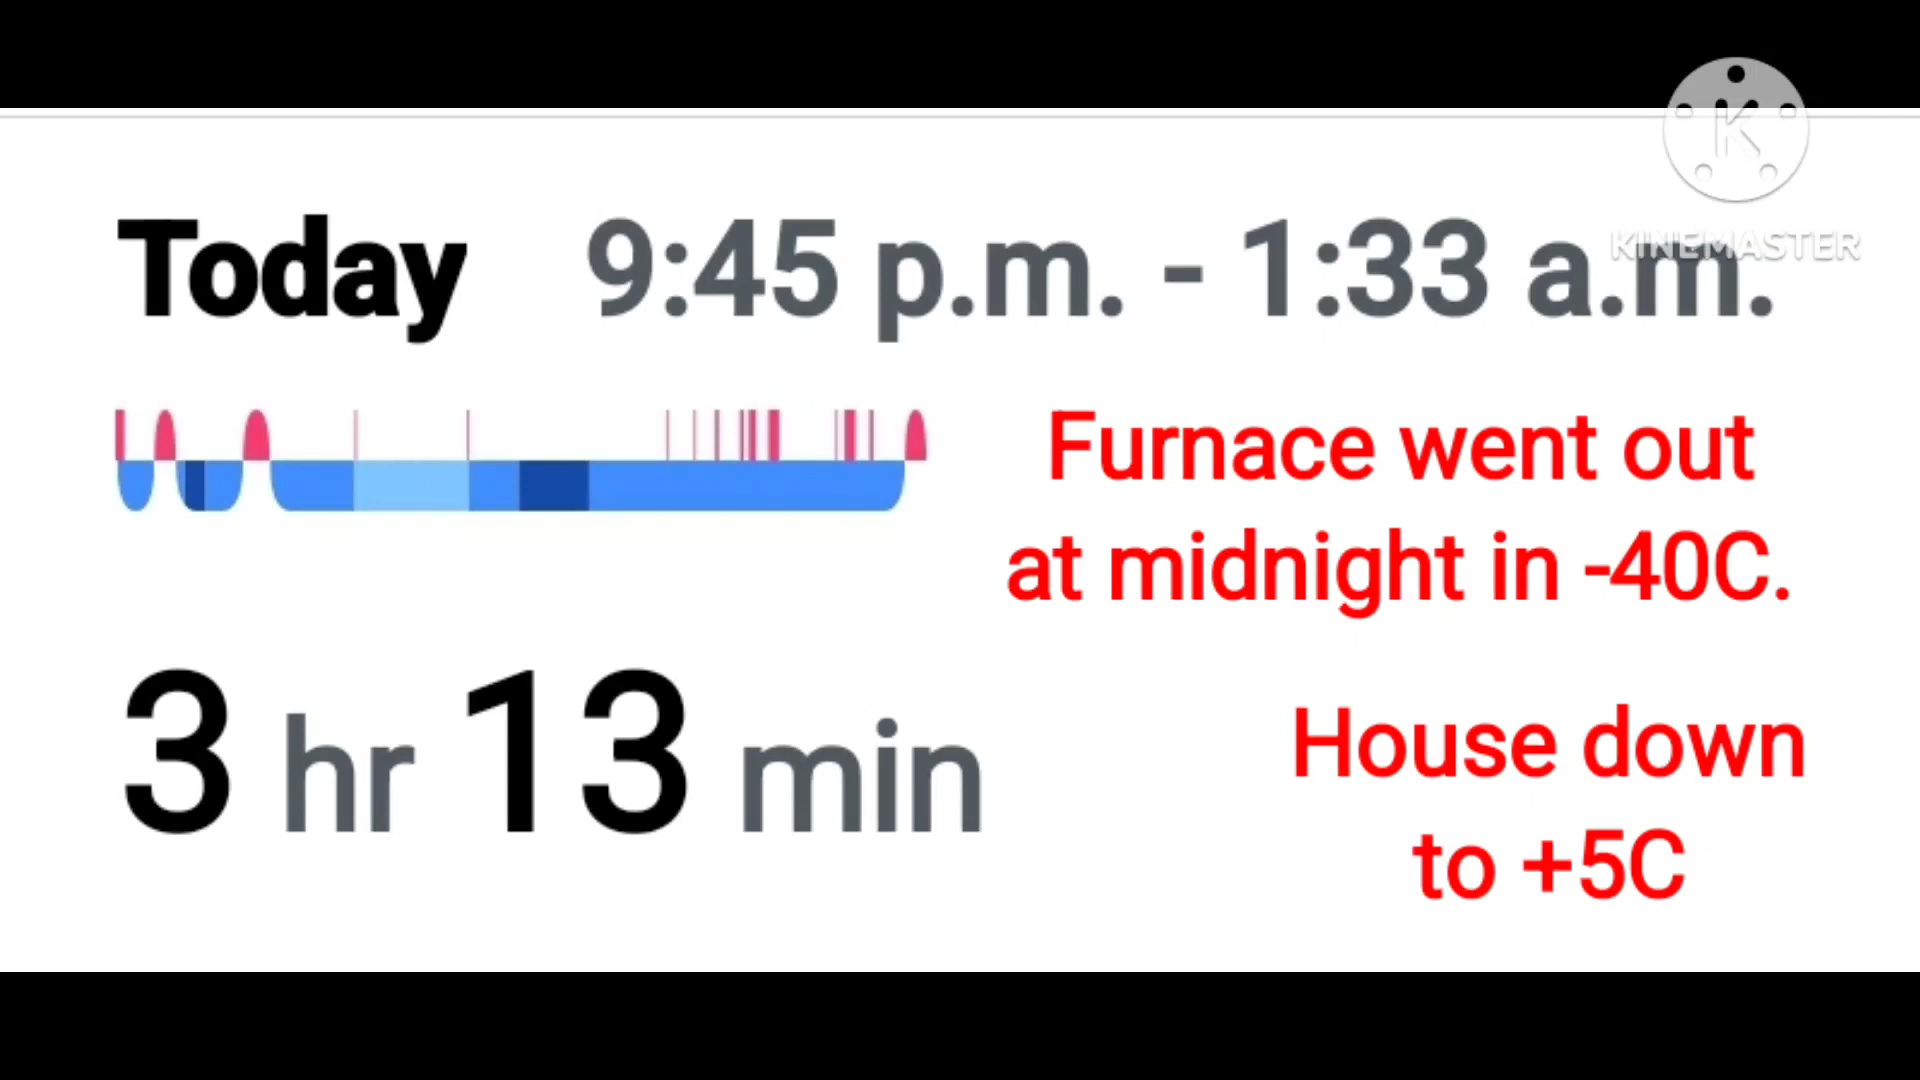 KINEMASTER
Today 9:45 p.m. - 1:33 a.m.
Furnace went out
at midnight in -40C.
3 hr 13 min
House down
to +5C